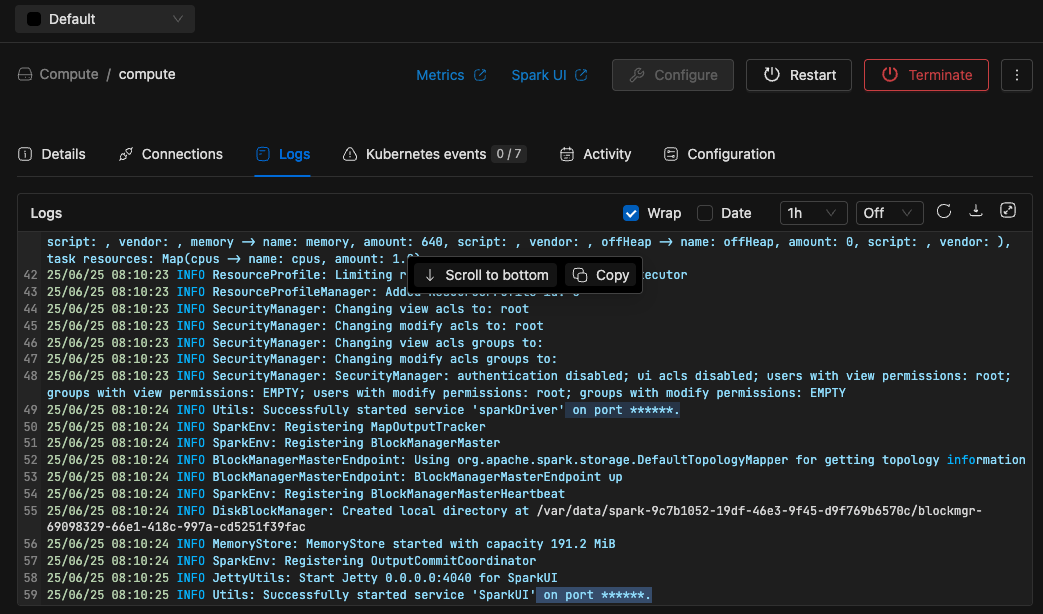 Default
Compute / compute
Metrics
Spark UI
Configure
Restart
Terminate
Details
Connections
Logs
Kubernetes events 0 / 7
Activity
Configuration
Logs
Wrap
Date
1h
Off
script: , vendor: , memory -> name: memory, amount: 640, script: , vendor: , offHeap -> name: offHeap, amount: 0, script: , vendor: ),
task resources: Map(cpus -> name: cpus, amount: 1.0
Scroll to bottom
Copy
42 25/06/25 08:10:23 INFO ResourceProfile: Limiting
43 25/06/25 08:10:23 INFO ResourceProfileManager:
44 25/06/25 08:10:23 INFO SecurityManager: Changing view acls to: root
45 25/06/25 08:10:23 INFO SecurityManager: Changing modify acls to: root
46 25/06/25 08:10:23 INFO SecurityManager: Changing view acls groups to:
47 25/06/25 08:10:23 INFO SecurityManager: Changing modify acls groups to:
48 25/06/25 08:10:23 INFO SecurityManager: SecurityManager: authentication disabled; ui acls disabled; users with view permissions: root;
groups with view permissions: EMPTY; users with modify permissions: root; groups with modify permissions: EMPTY
49 25/06/25 08:10:24 INFO Utils: Successfully started service 'sparkDriver' on port ******.
50 25/06/25 08:10:24 INFO SparkEnv: Registering MapOutputTracker
51 25/06/25 08:10:24 INFO SparkEnv: Registering BlockManagerMaster
52 25/06/25 08:10:24 INFO BlockManagerMasterEndpoint: Using org.apache.spark.storage.DefaultTopologyMapper for getting topology information
53 25/06/25 08:10:24 INFO BlockManagerMasterEndpoint: BlockManagerMasterEndpoint up
54 25/06/25 08:10:24 INFO SparkEnv: Registering BlockManagerMasterHeartbeat
55 25/06/25 08:10:24 INFO DiskBlockManager: Created local directory at /var/data/spark-9c7b1052-19df-46e3-9f45-d9f769b6570c/blockmgr-
69098329-66e1-418c-997a-cd5251f39fac
56 25/06/25 08:10:24 INFO MemoryStore: MemoryStore started with capacity 191.2 MiB
57 25/06/25 08:10:24 INFO SparkEnv: Registering OutputCommitCoordinator
58 25/06/25 08:10:25 INFO JettyUtils: Start Jetty 0.0.0.0:4040 for SparkUI
59 25/06/25 08:10:25 INFO Utils: Successfully started service 'SparkUI' on port ******.